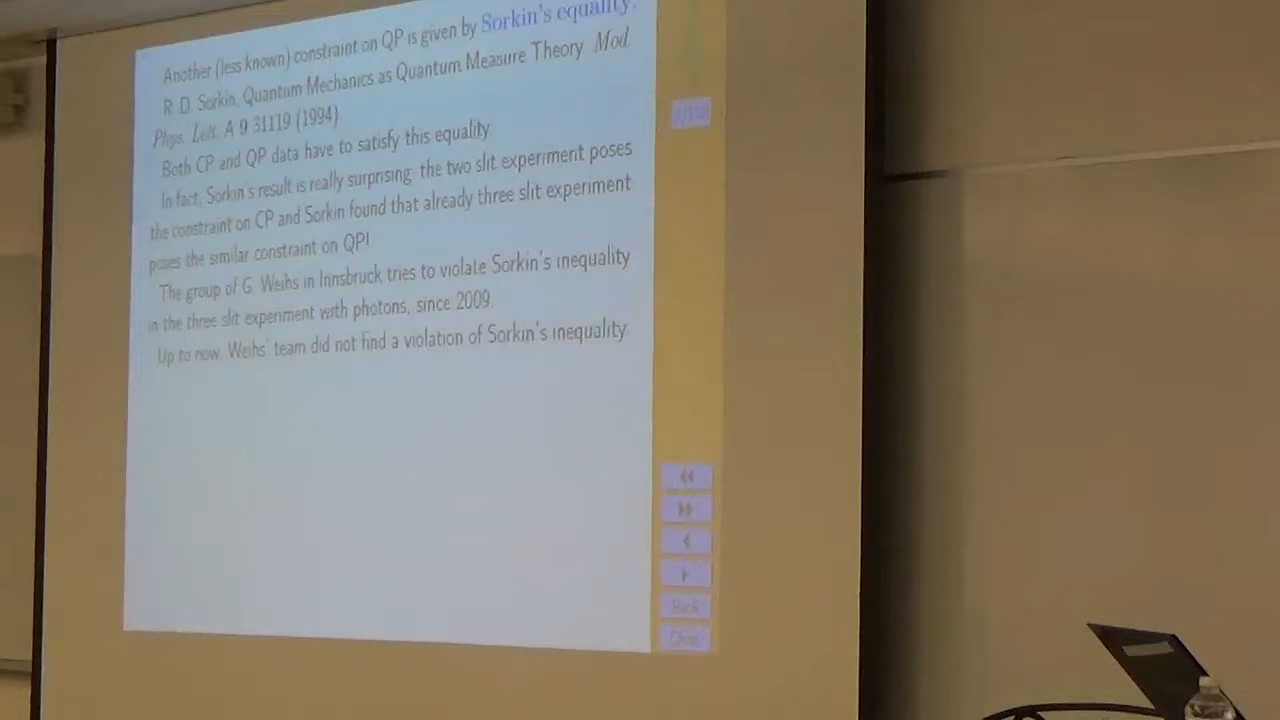 Another (less known) constraint on QP is given by Sorkin's equality.
R. D. Sorkin, Quantum Mechanics as Quantum Measure Theory Mod.
Phys. Lett. A 9 31119 (1994)
Both CP and QP data have to satisfy this equality
In fact, Sorkin's result is really surprising: the two slit experiment poses
the constraint on CP and Sorkin found that already three slit experiment
poses the similar constraint on QP!
The group of G. Weihs in Innsbruck tries to violate Sorkin's inequality
in the three slit experiment with photons, since 2009
Up to now, Weihs' team did not find a violation of Sorkin's inequality
Back
Close